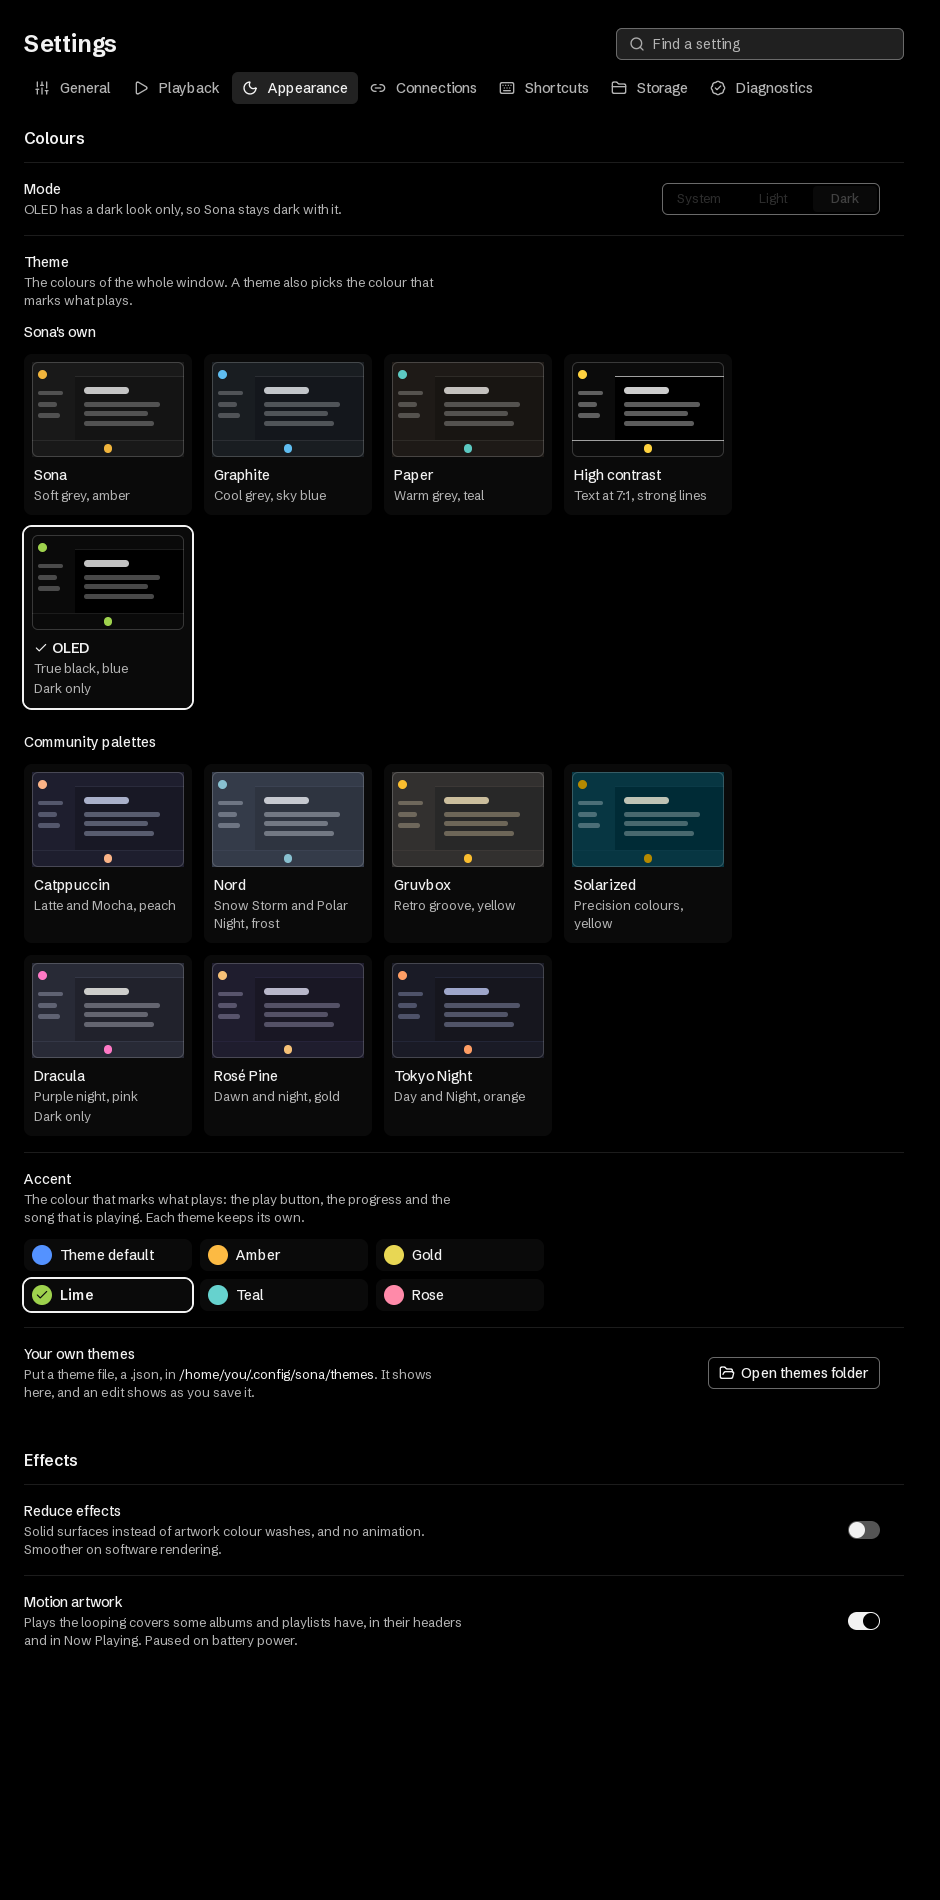 Settings
Find a setting
General
Playback
Appearance
Connections
Shortcuts
Storage
Diagnostics
Colours
Mode
OLED has a dark look only, so Sona stays dark with it.
System
Light
Dark
Theme
The colours of the whole window. A theme also picks the colour that
marks what plays.
Sona's own
Sona
Soft grey, amber
Graphite
Cool grey, sky blue
Paper
Warm grey, teal
High contrast
Text at 7:1, strong lines
OLED
True black, blue
Dark only
Community palettes
Catppuccin
Latte and Mocha, peach
Nord
Snow Storm and Polar
Night, frost
Gruvbox
Retro groove, yellow
Solarized
Precision colours,
yellow
Dracula
Purple night, pink
Dark only
Rosé Pine
Dawn and night, gold
Tokyo Night
Day and Night, orange
Accent
The colour that marks what plays: the play button, the progress and the
song that is playing. Each theme keeps its own.
Theme default
Amber
Gold
Lime
Teal
Rose
Your own themes
Put a theme file, a .json, in /home/you/.config/sona/themes. It shows
here, and an edit shows as you save it.
Open themes folder
Effects
Reduce effects
Solid surfaces instead of artwork colour washes, and no animation.
Smoother on software rendering.
Motion artwork
Plays the looping covers some albums and playlists have, in their headers
and in Now Playing. Paused on battery power.